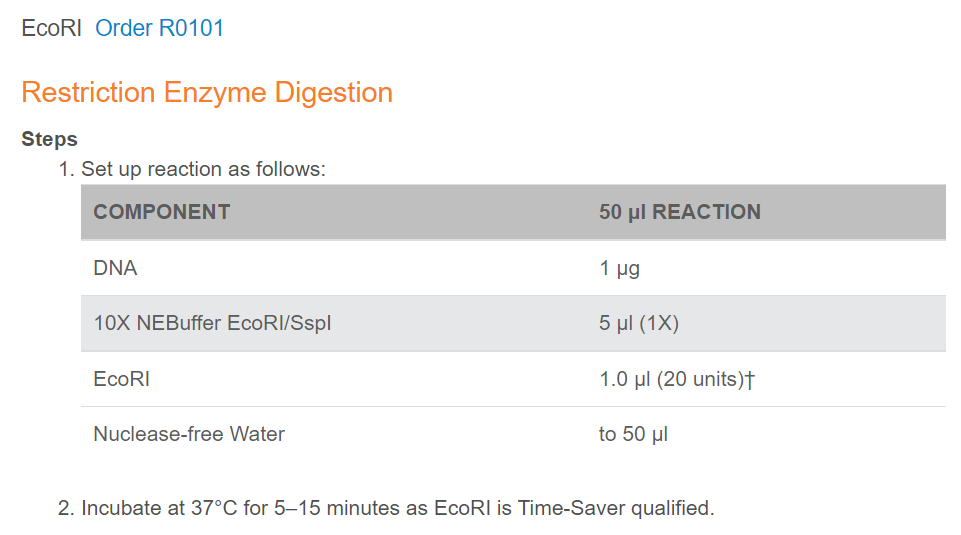 EcoRI Order R0101
Restriction Enzyme Digestion
Steps
1. Set up reaction as follows:
COMPONENT 50 µl REACTION
DNA 1 µg
10X NEBuffer EcoRI/SspI 5 µl (1X)
EcoRI 1.0 µl (20 units)†
Nuclease-free Water to 50 µl
2. Incubate at 37°C for 5–15 minutes as EcoRI is Time-Saver qualified.